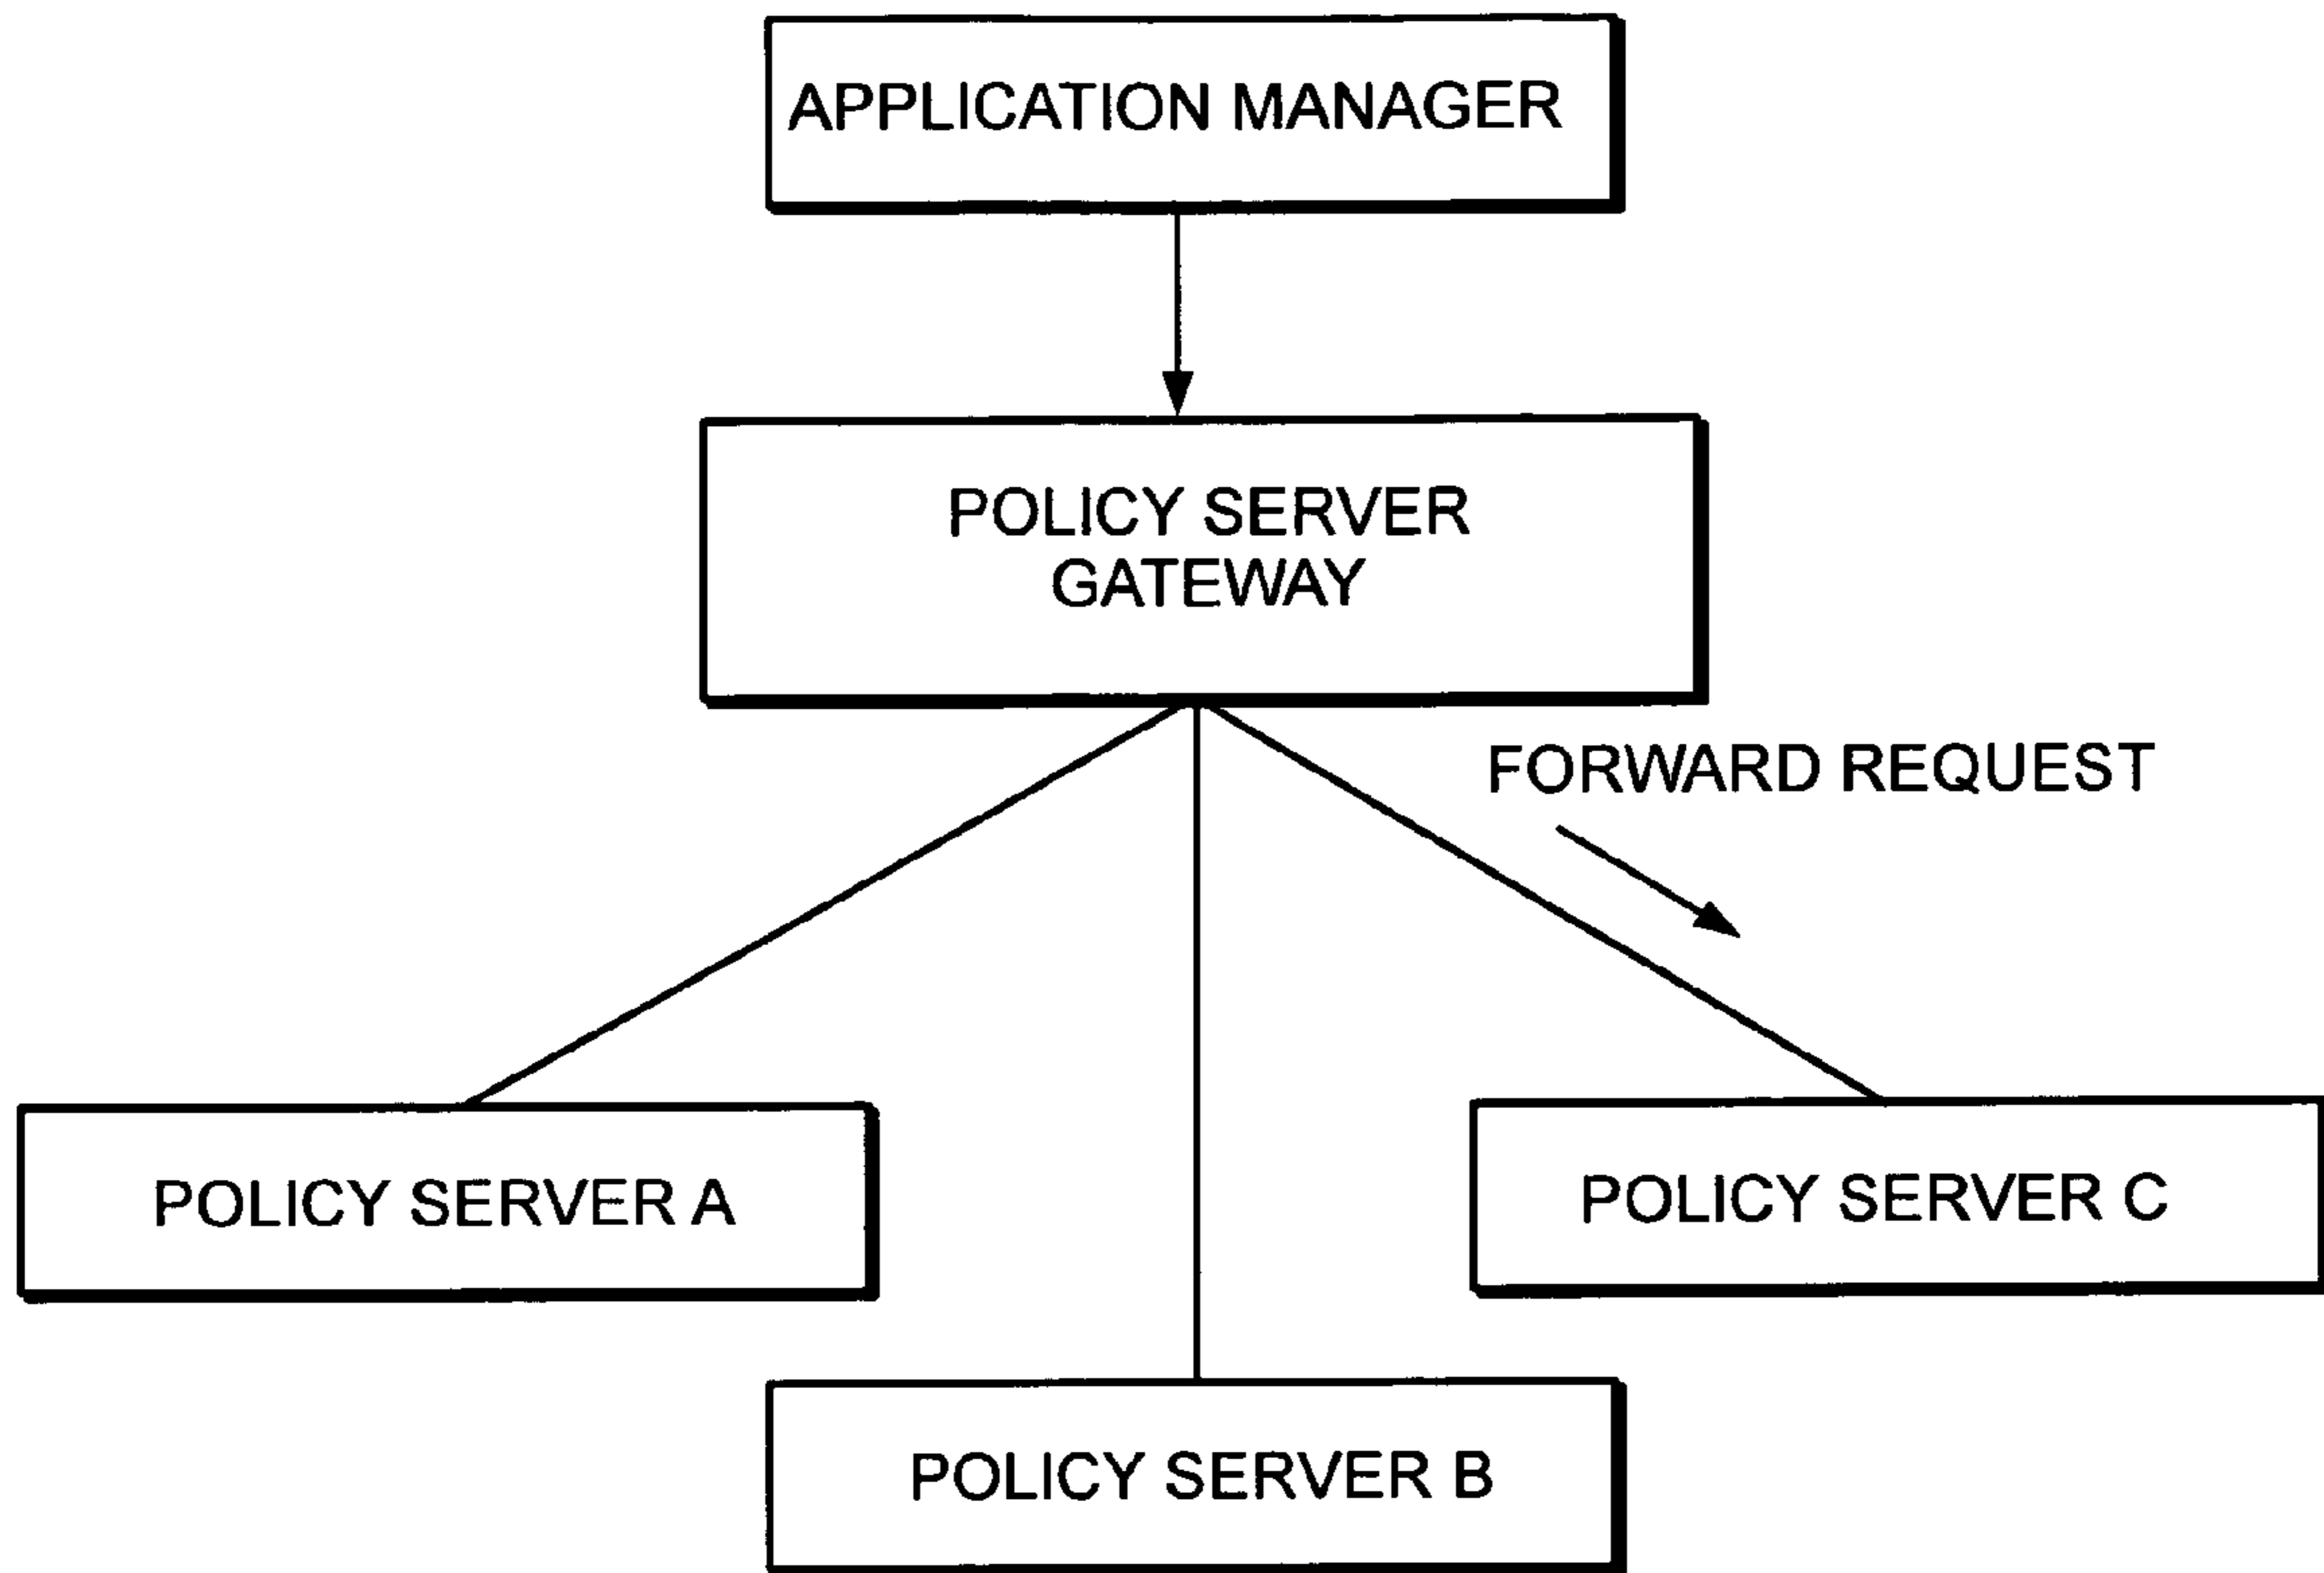 APPLICATION MANAGER
POLICY SERVER
GATEWAY
FORWARD REQUEST
POLICY SERVER A
POLICY SERVER C
POLICY SERVER B